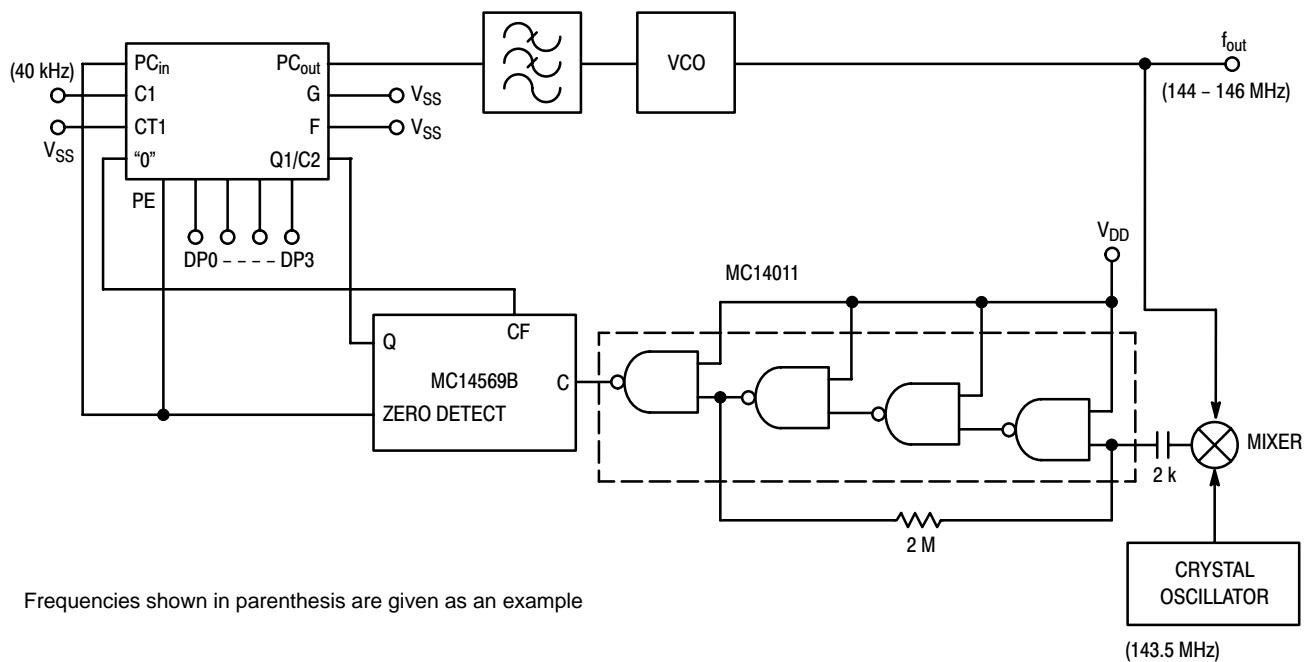 PCin
PCout
(40 kHz)
C1
G
VSS
CT1
F
VSS
VSS
"0"
Q1/C2
PE
DP0 – – – – DP3
VCO
fout
(144 – 146 MHz)
VDD
MC14011
CF
Q
MC14569B
C
ZERO DETECT
MIXER
2 k
2 M
CRYSTAL
OSCILLATOR
(143.5 MHz)
Frequencies shown in parenthesis are given as an example